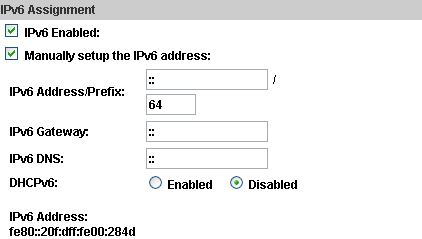 IPv6 Assignment
IPv6 Enabled:
Manually setup the IPv6 address:
IPv6 Address/Prefix: :: /
64
IPv6 Gateway: ::
IPv6 DNS: ::
DHCPv6: Enabled Disabled
IPv6 Address:
fe80::20f:dff:fe00:284d